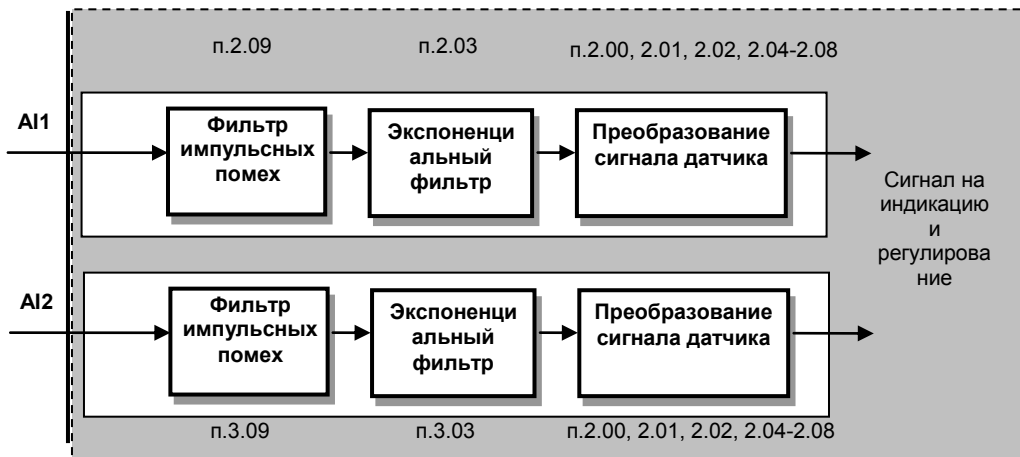 п.2.09
п.2.03
п.2.00, 2.01, 2.02, 2.04-2.08
AI1
Фильтр
импульсных
помех
Экспоненци
альный
фильтр
Преобразование
сигнала датчика
Сигнал на
индикацию
и
регулирова
ние
AI2
Фильтр
импульсных
помех
Экспоненци
альный
фильтр
Преобразование
сигнала датчика
п.3.09
п.3.03
п.2.00, 2.01, 2.02, 2.04-2.08